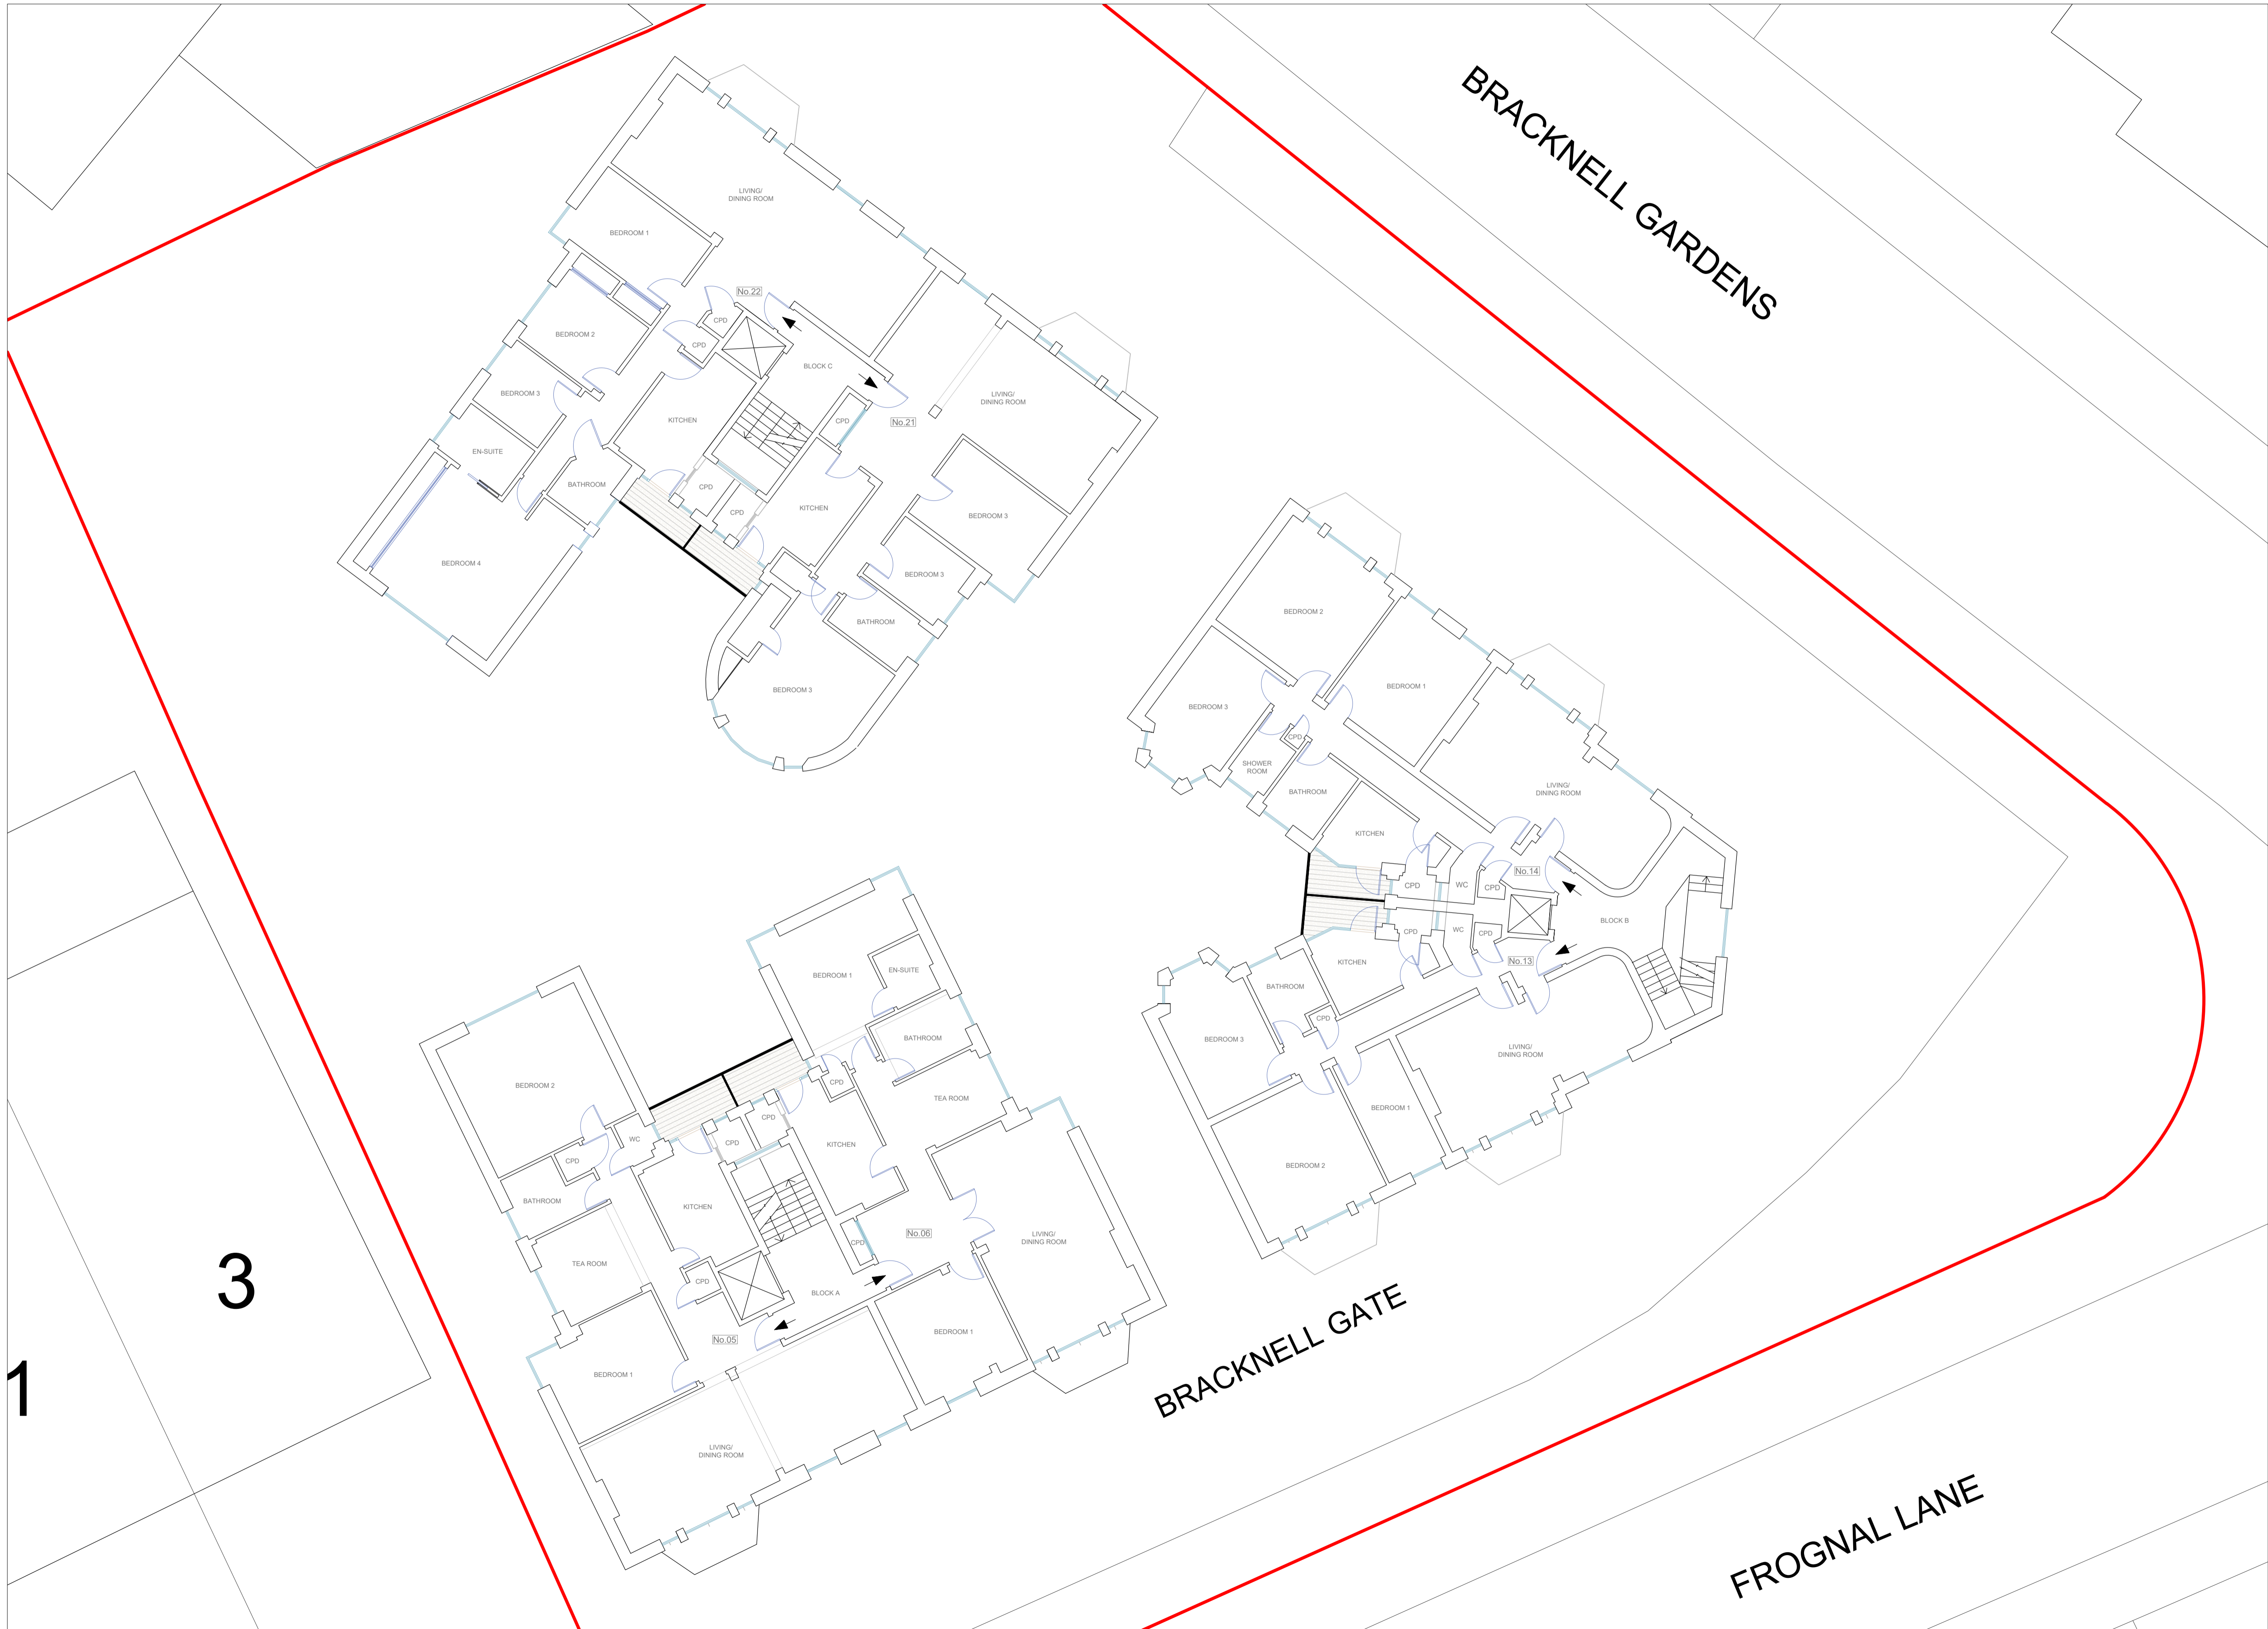 BRACKNELL GARDENS
LIVING/
DINING ROOM
BEDROOM 1
No.22
CPD
CPD
BEDROOM 2
BLOCK C
BEDROOM 3
KITCHEN
CPD
No.21
LIVING/
DINING ROOM
EN-SUITE
BATHROOM
CPD
CPD
KITCHEN
BEDROOM 3
BEDROOM 4
BEDROOM 3
BATHROOM
BEDROOM 3
BEDROOM 2
BEDROOM 1
BEDROOM 3
CPD
SHOWER
ROOM
BATHROOM
LIVING/
DINING ROOM
KITCHEN
No.14
CPD
WC
CPD
BLOCK B
CPD
WC
CPD
No.13
KITCHEN
BATHROOM
CPD
BEDROOM 3
LIVING/
DINING ROOM
BEDROOM 1
BEDROOM 2
BEDROOM 1
EN-SUITE
BATHROOM
BEDROOM 2
CPD
TEA ROOM
CPD
WC
CPD
KITCHEN
CPD
BATHROOM
KITCHEN
No.06
CPD
LIVING/
DINING ROOM
TEA ROOM
CPD
BLOCK A
No.05
BEDROOM 1
BEDROOM 1
LIVING/
DINING ROOM
3
1
BRACKNELL GATE
FROGNAL LANE